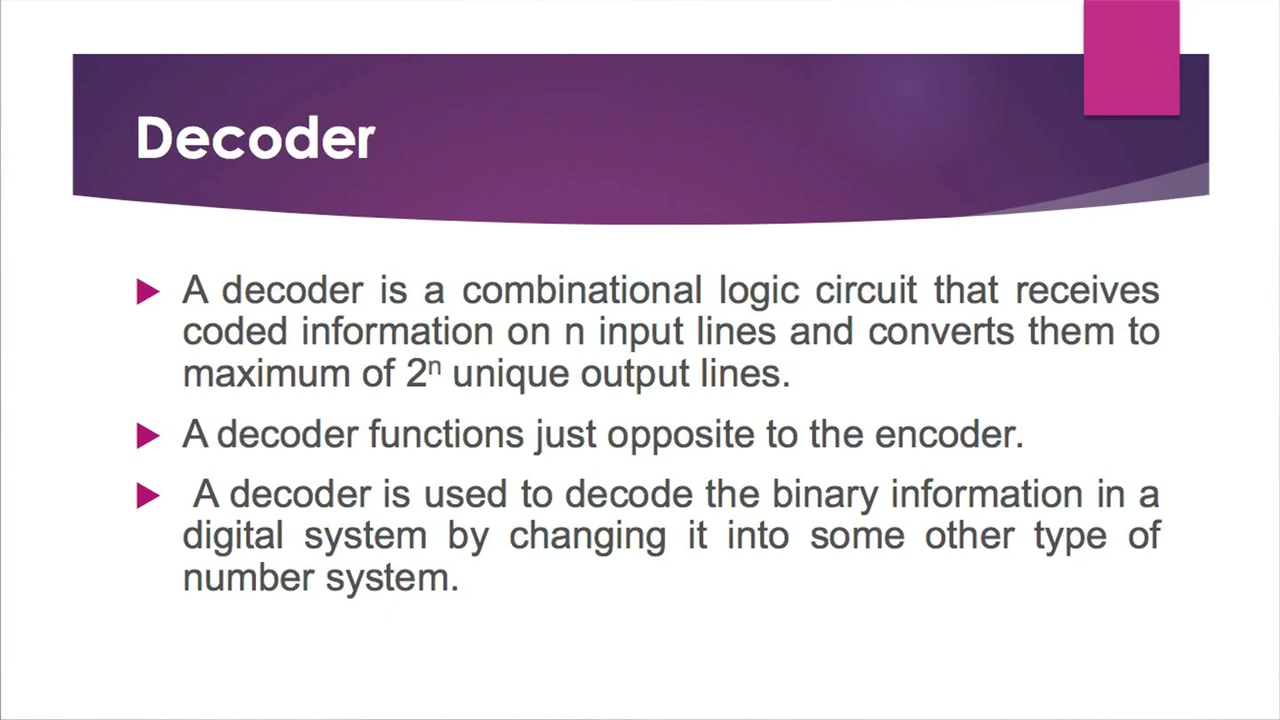 Decoder
A decoder is a combinational logic circuit that receives
coded information on n input lines and converts them to
maximum of 2ⁿ unique output lines.
A decoder functions just opposite to the encoder.
A decoder is used to decode the binary information in a
digital system by changing it into some other type of
number system.